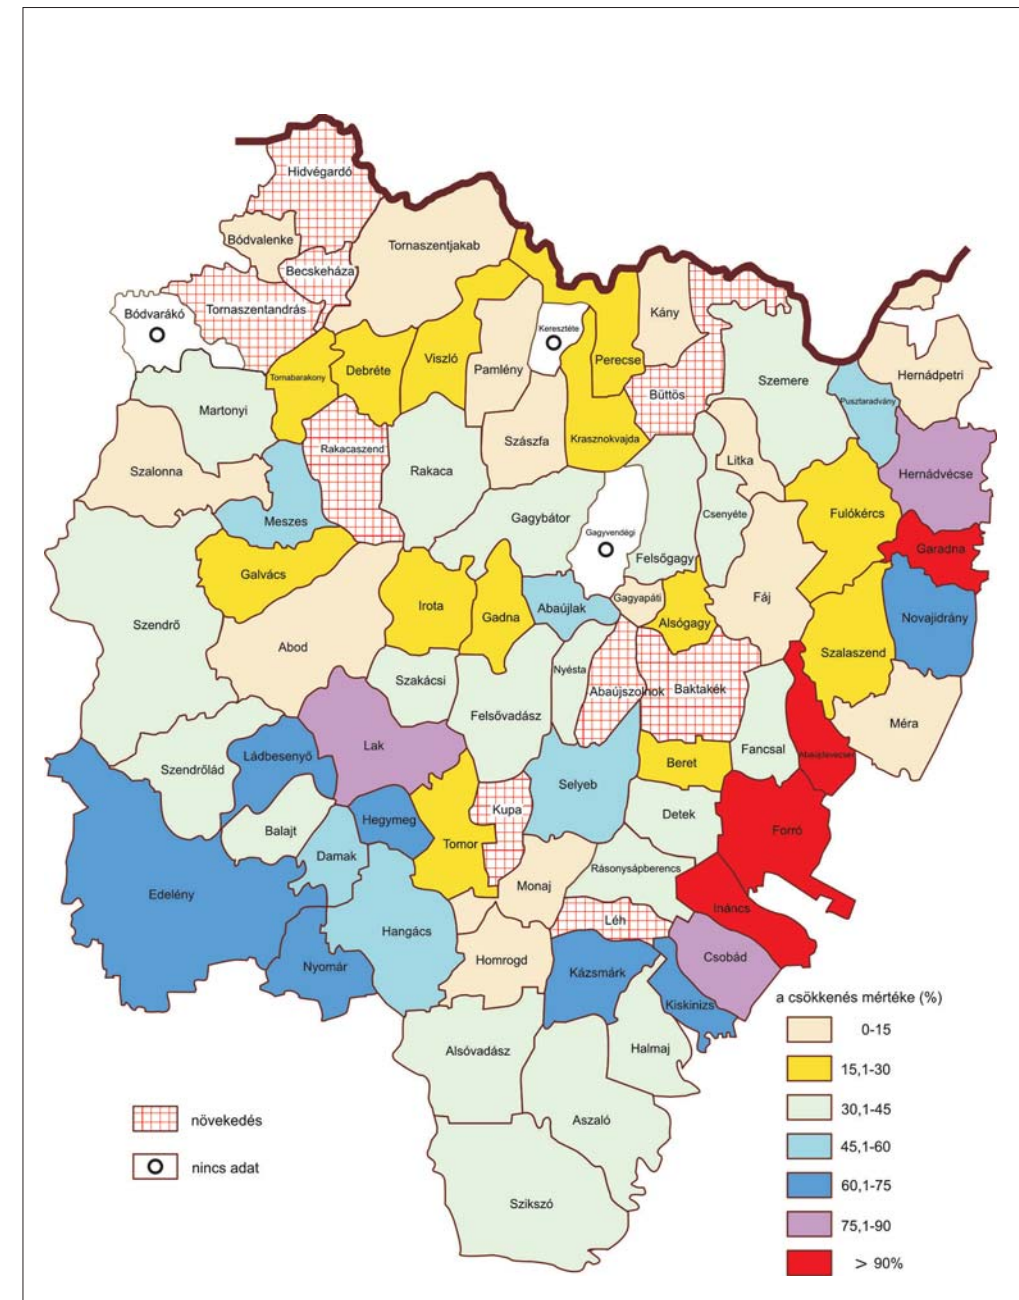 Hidvégardó
Bódvalenke
Tornaszentjakab
Becskeháza
Bódvarákó
Tornaszentandrás
Keresztéte
Kány
Perecse
Viszló
Debréte
Pamlény
Tornabarakony
Szemere
Hernádpetri
Büttös
Pusztaradvány
Martonyi
Szászfa
Krasznokvajda
Rakacaszend
Rakaca
Litka
Szalonna
Hernádvécse
Meszes
Gagybátor
Gagyvendégi
Csenyéte
Fulókércs
Felsőgagy
Garadna
Galvács
Irota
Gadna
Abaújlak
Gagyapáti
Fáj
Szendrő
Alsógagy
Novajidrány
Abod
Szalaszend
Szakácsi
Nyésta
Abaújszolnok
Baktakék
Felsővadász
Méra
Lak
Ládbesenyő
Fancsal
Szendrőlád
Beret
Selyeb
Kupa
Hegymeg
Detek
Forró
Balajt
Tomor
Damak
Rásonysápberencs
Edelény
Monaj
Ináncs
Léh
Hangács
Homrogd
Csobád
Nyomár
Kázsmárk
Kiskinizs
Alsóvadász
Halmaj
Aszaló
Szikszó
növekedés
nincs adat
a csökkenés mértéke (%)
0-15
15,1-30
30,1-45
45,1-60
60,1-75
75,1-90
> 90%